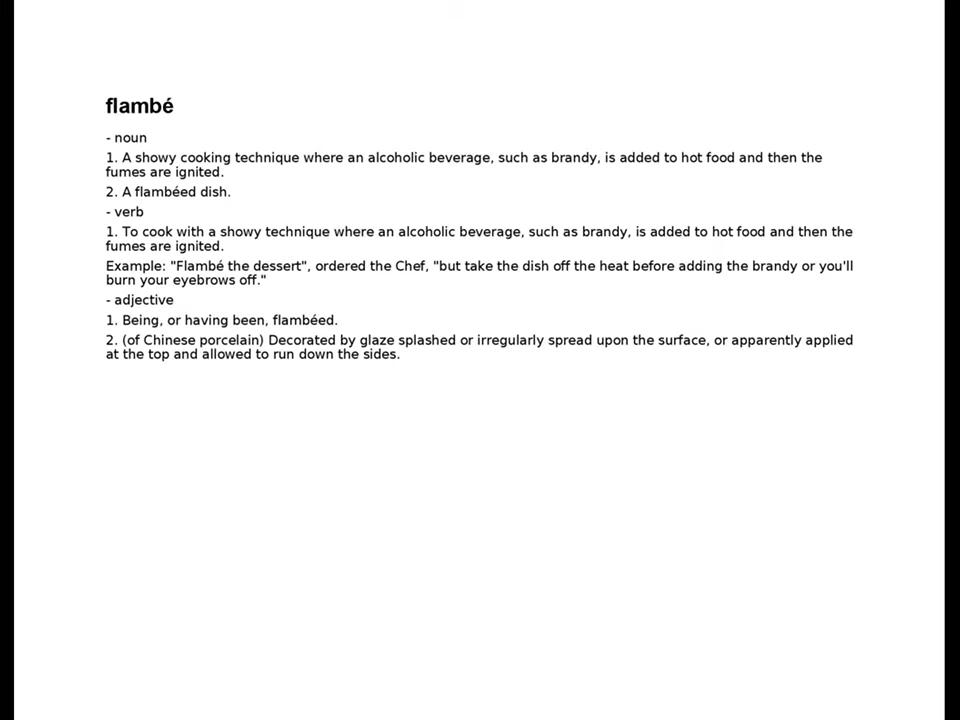 flambé
- noun
1. A showy cooking technique where an alcoholic beverage, such as brandy, is added to hot food and then the
fumes are ignited.
2. A flambéed dish.
- verb
1. To cook with a showy technique where an alcoholic beverage, such as brandy, is added to hot food and then the
fumes are ignited.
Example: "Flambé the dessert", ordered the Chef, "but take the dish off the heat before adding the brandy or you'll
burn your eyebrows off."
- adjective
1. Being, or having been, flambéed.
2. (of Chinese porcelain) Decorated by glaze splashed or irregularly spread upon the surface, or apparently applied
at the top and allowed to run down the sides.